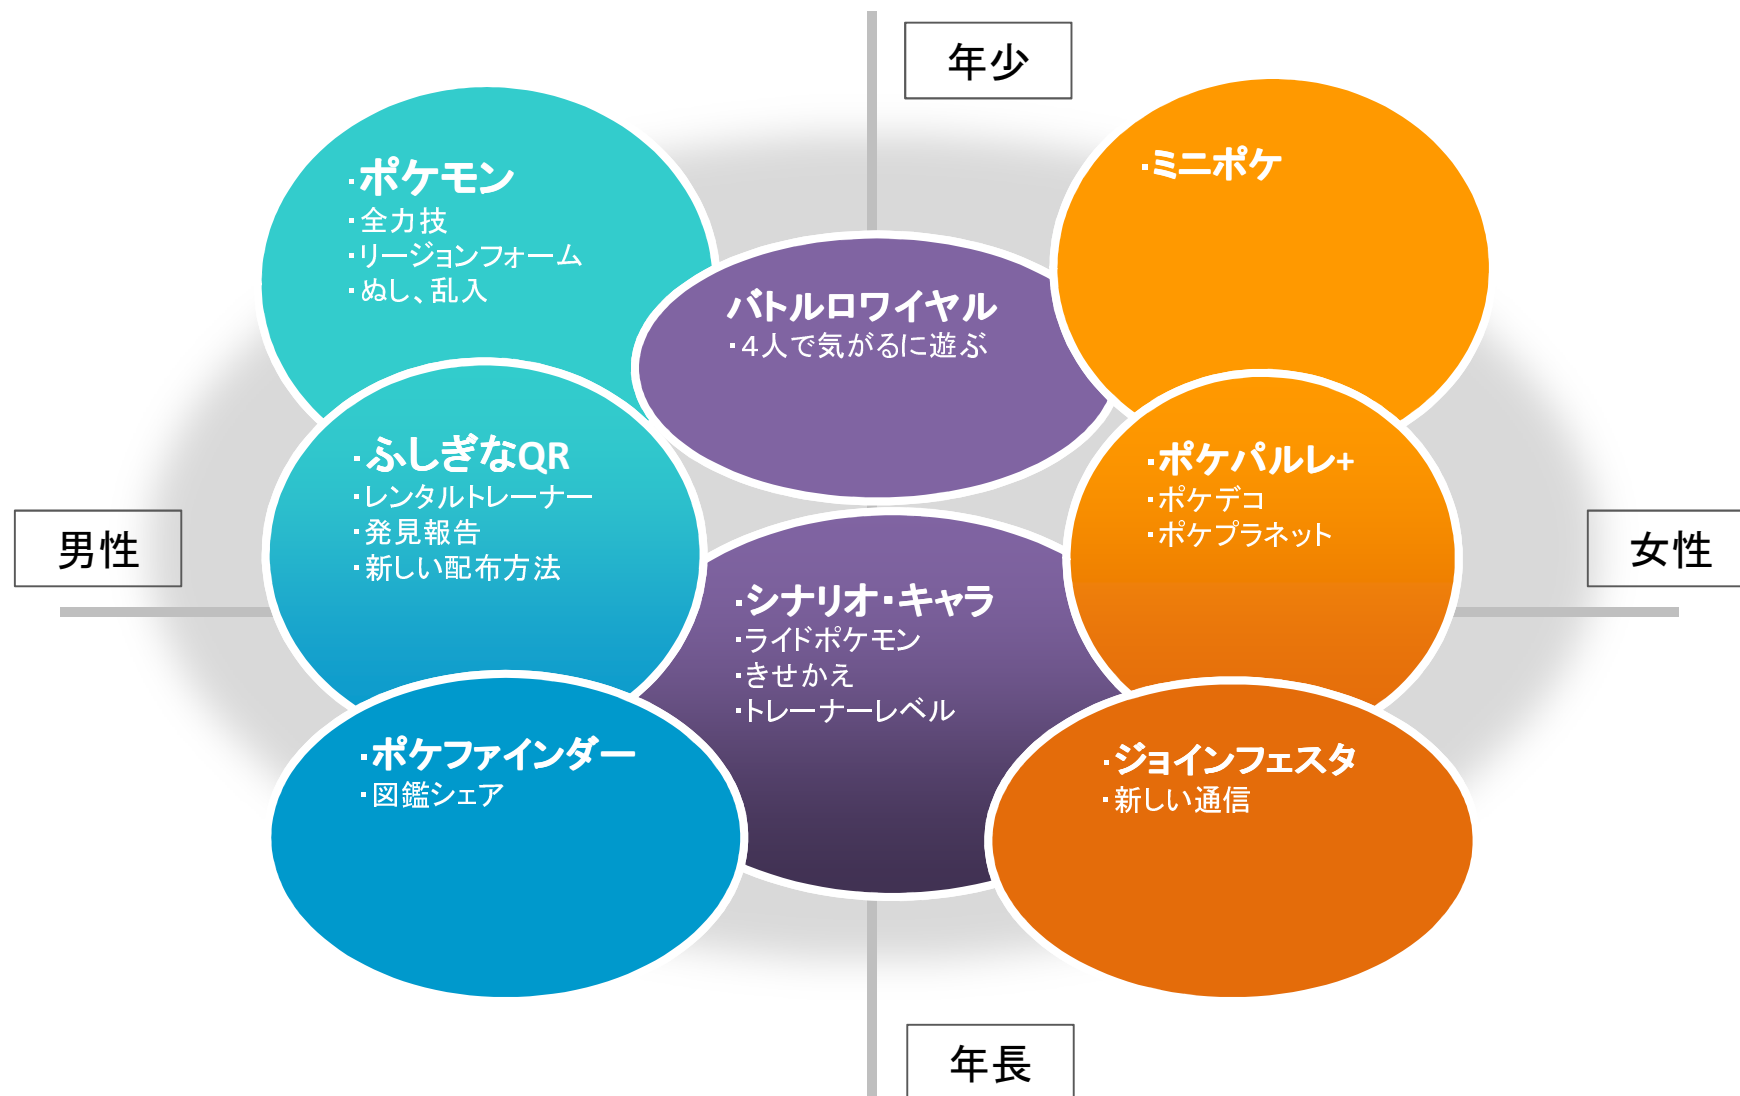 年少
・ポケモン
・全力技
・リージョンフォーム
・ぬし、乱入
・ミニポケ
バトルロワイヤル
・4人で気がるに遊ぶ
・ふしぎなQR
・レンタルトレーナー
・発見報告
・新しい配布方法
・ポケパルレ+
・ポケデコ
・ポケプラネット
男性
女性
・シナリオ・キャラ
・ライドポケモン
・きせかえ
・トレーナーレベル
・ポケファインダー
・図鑑シェア
・ジョインフェスタ
・新しい通信
年長